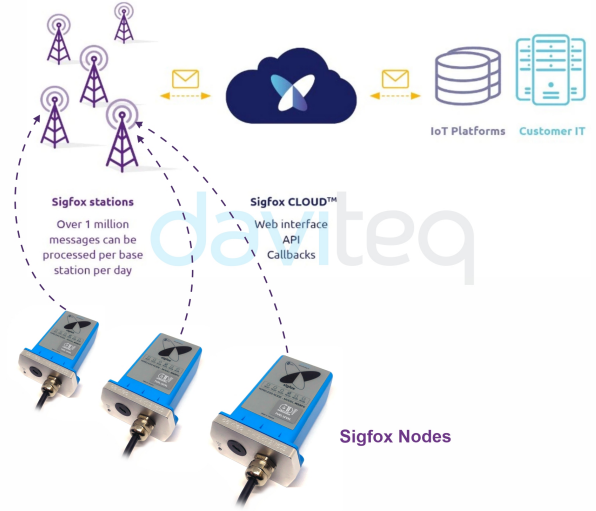 IoT Platforms
Customer IT
Sigfox stations
Over 1 million
messages can be
processed per base
station per day
Sigfox CLOUD™
Web interface
API
Callbacks
daviteq
Sigfox Nodes